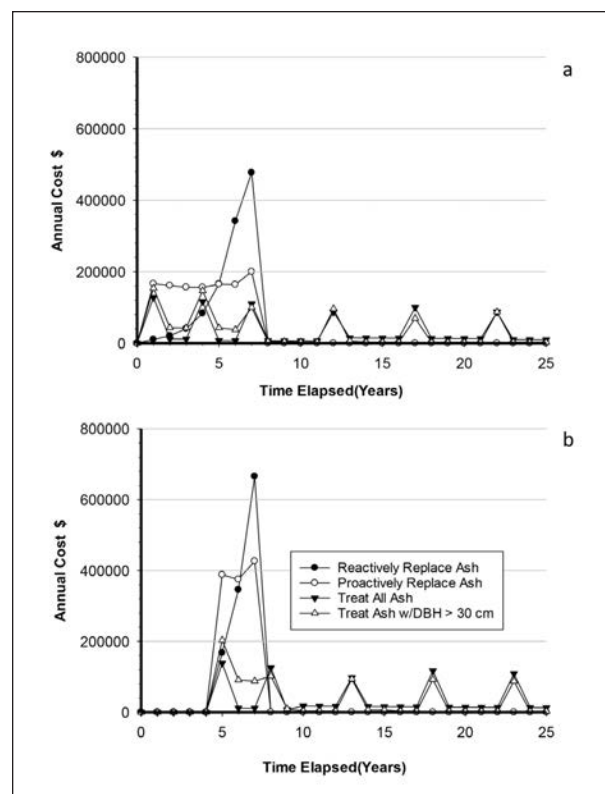 800000
a
600000
400000
200000
0
Annual Cost $
0 5 10 15 20 25
Time Elapsed(Years)
800000
b
600000
400000
200000
0
Annual Cost $
Reactively Replace Ash
Proactively Replace Ash
Treat All Ash
Treat Ash w/DBH > 30 cm
0 5 10 15 20 25
Time Elapsed(Years)